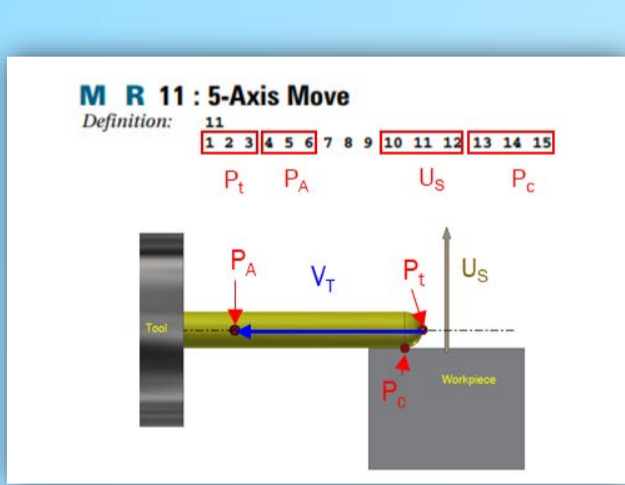 M R 11 : 5-Axis Move
Definition: 11
1 2 3 4 5 6 7 8 9 10 11 12 13 14 15
Pt PA US Pc
PA VT Pt US
Tool
Pc
Workpiece